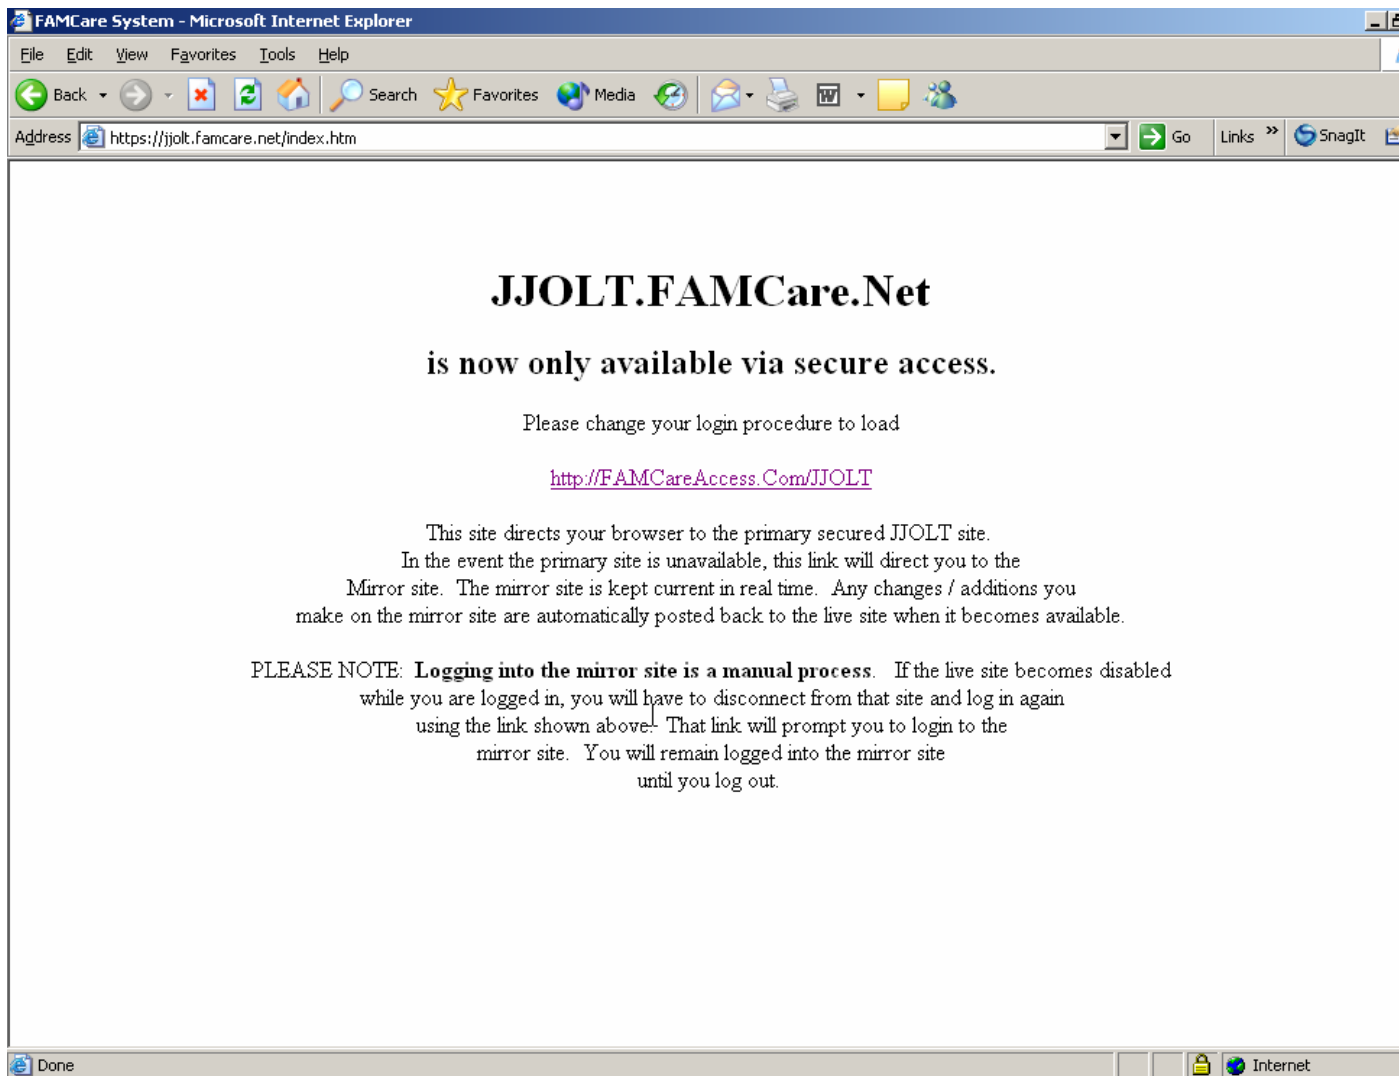 FAMCare System - Microsoft Internet Explorer
File Edit View Favorites Tools Help
Back Search Favorites Media
Address https://jjolt.famcare.net/index.htm Go Links » SnagIt
JJOLT.FAMCare.Net
is now only available via secure access.
Please change your login procedure to load
http://FAMCareAccess.Com/JJOLT
This site directs your browser to the primary secured JJOLT site.
In the event the primary site is unavailable, this link will direct you to the
Mirror site. The mirror site is kept current in real time. Any changes / additions you
make on the mirror site are automatically posted back to the live site when it becomes available.
PLEASE NOTE: Logging into the mirror site is a manual process. If the live site becomes disabled
while you are logged in, you will have to disconnect from that site and log in again
using the link shown above. That link will prompt you to login to the
mirror site. You will remain logged into the mirror site
until you log out.
Done Internet